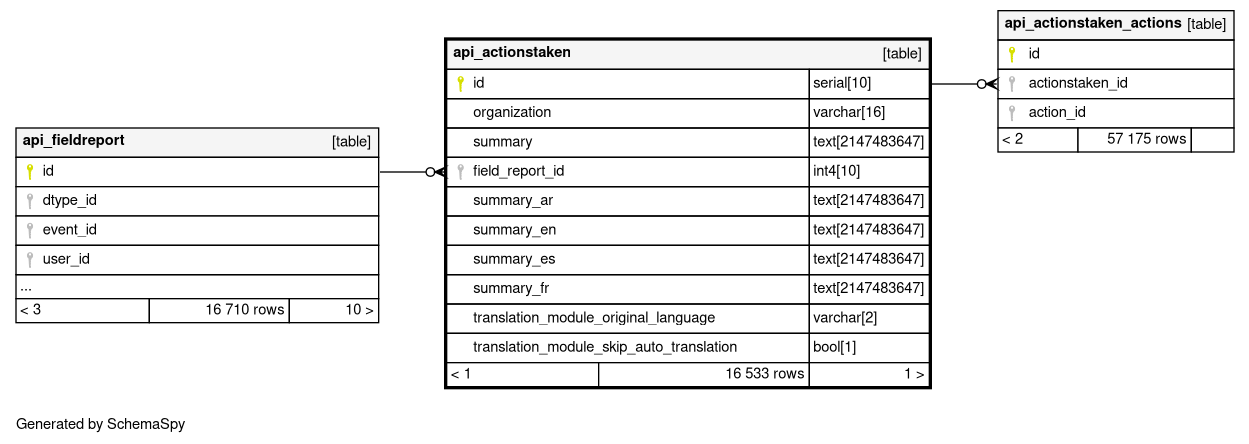 api_fieldreport [table]
id
dtype_id
event_id
user_id
...
< 3 16 710 rows 10 >
api_actionstaken [table]
id serial[10]
organization varchar[16]
summary text[2147483647]
field_report_id int4[10]
summary_ar text[2147483647]
summary_en text[2147483647]
summary_es text[2147483647]
summary_fr text[2147483647]
translation_module_original_language varchar[2]
translation_module_skip_auto_translation bool[1]
< 1 16 533 rows 1 >
api_actionstaken_actions [table]
id
actionstaken_id
action_id
< 2 57 175 rows
Generated by SchemaSpy